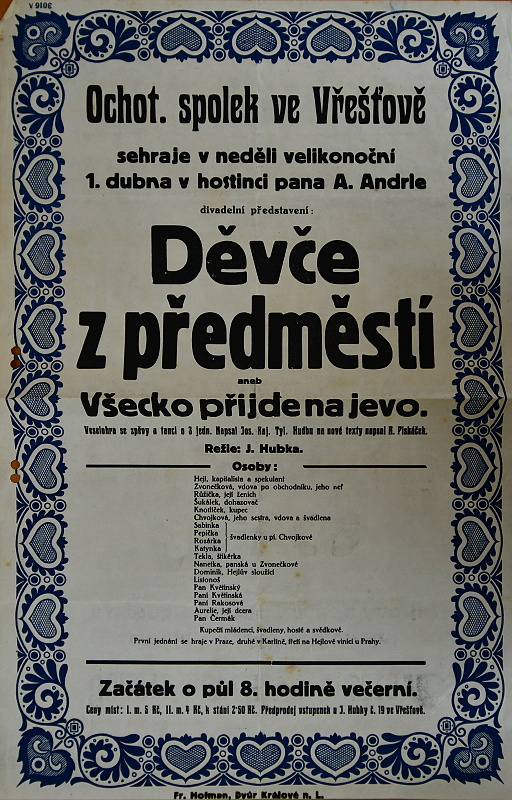 V 3016
Ochot. spolek ve Vřešťově
sehraje v neděli velikonoční
1. dubna v hostinci pana A. Andrle
divadelní představení:
Děvče
z předměstí
aneb
Všecko přijde na jevo.
Veselohra se zpěvy a tanci o 3 jedn. Napsal Jos. Kaj. Tyl. Hudbu na nové texty napsal A. Piskáček.
Režie: J. Hubka.
Osoby:
Hejl, kapitalista a spekulant
Zvonečková, vdova po obchodníku, jeho neť
Růžička, její ženich
Šukálek, dohazovač
Knotlíček, kupec
Chvojková, jeho sestra, vdova a švadlena
Sabinka
Pepička
Rozárka
Katynka
švadlenky u pí. Chvojkové
Tekla, štikérka
Nanetka, panská u Zvonečkové
Dominik, Hejlův sloužící
Listonoš
Pan Květinský
Paní Květinská
Paní Rakosová
Aurelie, její dcera
Pan Čermák
Kupečtí mládenci, švadleny, hosté a svědkové.
První jednání se hraje v Praze, druhé v Karlíně, třetí na Hejlově vinici u Prahy.
Začátek o půl 8. hodině večerní.
Ceny míst: I. m. 5 Kč, II. m. 4 Kč, k stání 2·50 Kč. Předprodej vstupenek u J. Hubky č. 19 ve Vřešťově.
Fr. Hofman, Dvůr Králové n. L.